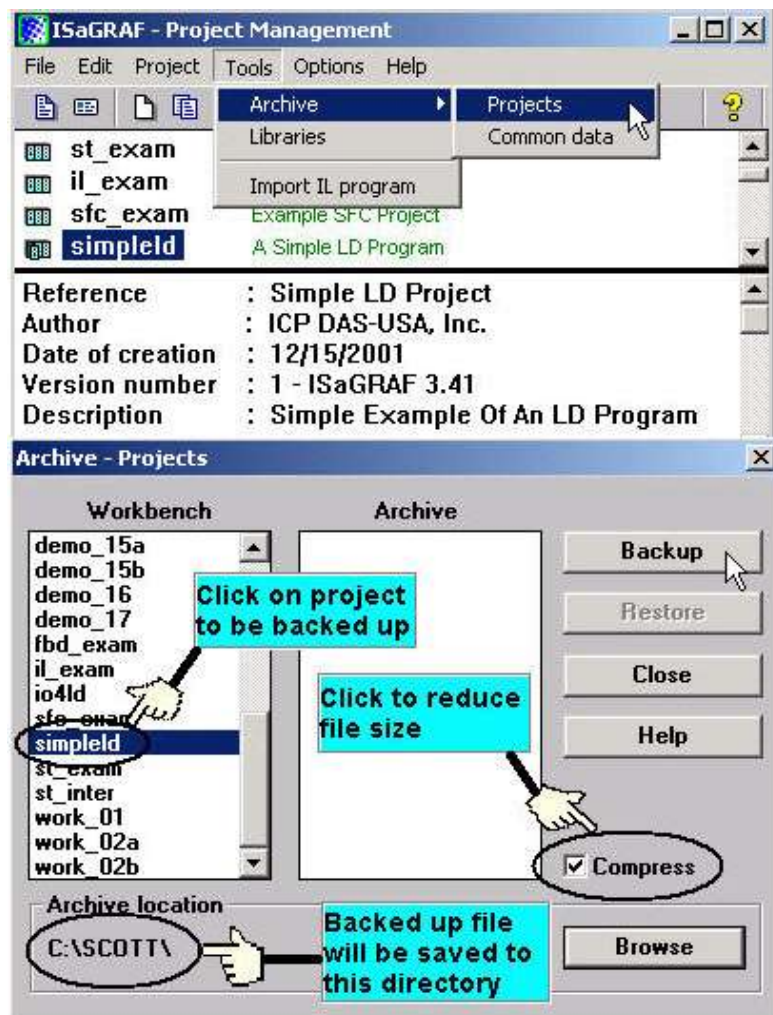 ISaGRAF - Project Management
File Edit Project Tools Options Help
Archive
Projects
Libraries
Common data
Import IL program
st_exam
il_exam
sfc_exam Example SFC Project
simpleld A Simple LD Program
Reference : Simple LD Project
Author : ICP DAS-USA, Inc.
Date of creation : 12/15/2001
Version number : 1 - ISaGRAF 3.41
Description : Simple Example Of An LD Program
Archive - Projects
Workbench
demo_15a
demo_15b
demo_16
demo_17
fbd_exam
il_exam
io4ld
sfc_exam
simpleld
st_exam
st_inter
work_01
work_02a
work_02b
Archive
Click on project
to be backed up
Click to reduce
file size
Backup
Restore
Close
Help
Compress
Archive location
C:\SCOTT\
Backed up file
will be saved to
this directory
Browse